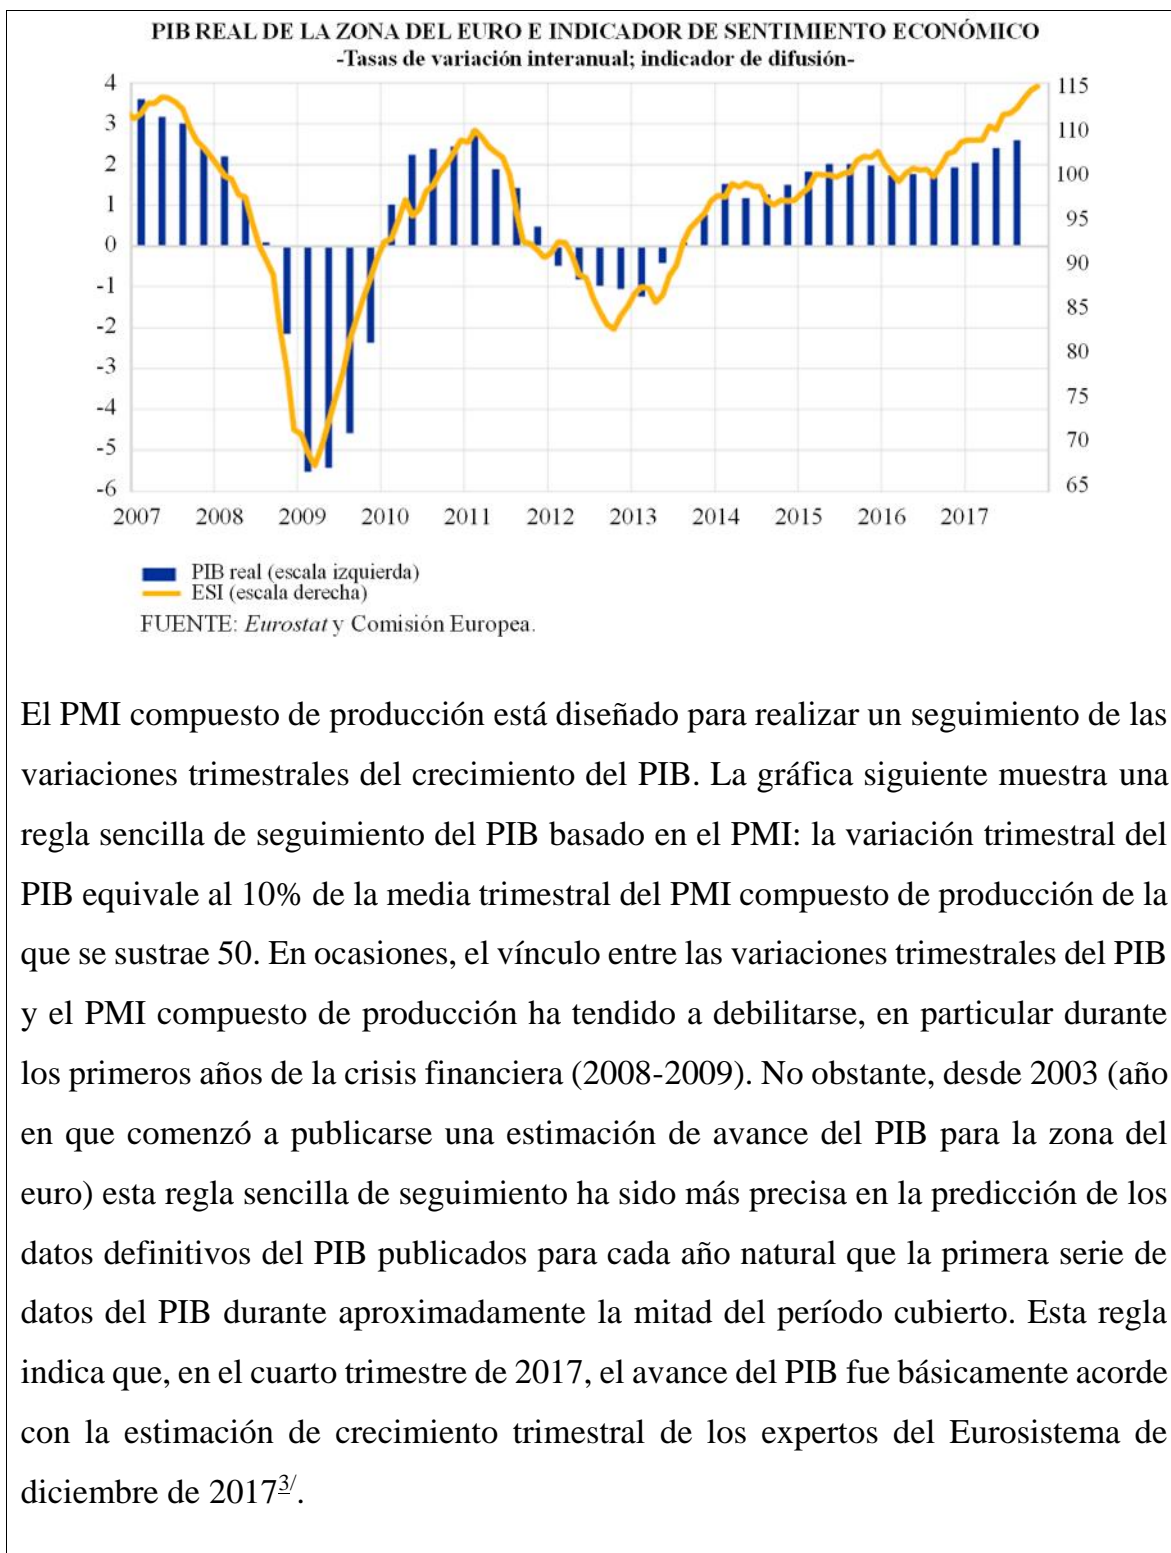 PIB REAL DE LA ZONA DEL EURO E INDICADOR DE SENTIMIENTO ECONÓMICO
-Tasas de variación interanual; indicador de difusión-
4
3
2
1
0
-1
-2
-3
-4
-5
-6
115
110
105
100
95
90
85
80
75
70
65
2007 2008 2009 2010 2011 2012 2013 2014 2015 2016 2017
PIB real (escala izquierda)
ESI (escala derecha)
FUENTE: Eurostat y Comisión Europea.
El PMI compuesto de producción está diseñado para realizar un seguimiento de las
variaciones trimestrales del crecimiento del PIB. La gráfica siguiente muestra una
regla sencilla de seguimiento del PIB basado en el PMI: la variación trimestral del
PIB equivale al 10% de la media trimestral del PMI compuesto de producción de la
que se sustrae 50. En ocasiones, el vínculo entre las variaciones trimestrales del PIB
y el PMI compuesto de producción ha tendido a debilitarse, en particular durante
los primeros años de la crisis financiera (2008-2009). No obstante, desde 2003 (año
en que comenzó a publicarse una estimación de avance del PIB para la zona del
euro) esta regla sencilla de seguimiento ha sido más precisa en la predicción de los
datos definitivos del PIB publicados para cada año natural que la primera serie de
datos del PIB durante aproximadamente la mitad del período cubierto. Esta regla
indica que, en el cuarto trimestre de 2017, el avance del PIB fue básicamente acorde
con la estimación de crecimiento trimestral de los expertos del Eurosistema de
diciembre de 20173/.